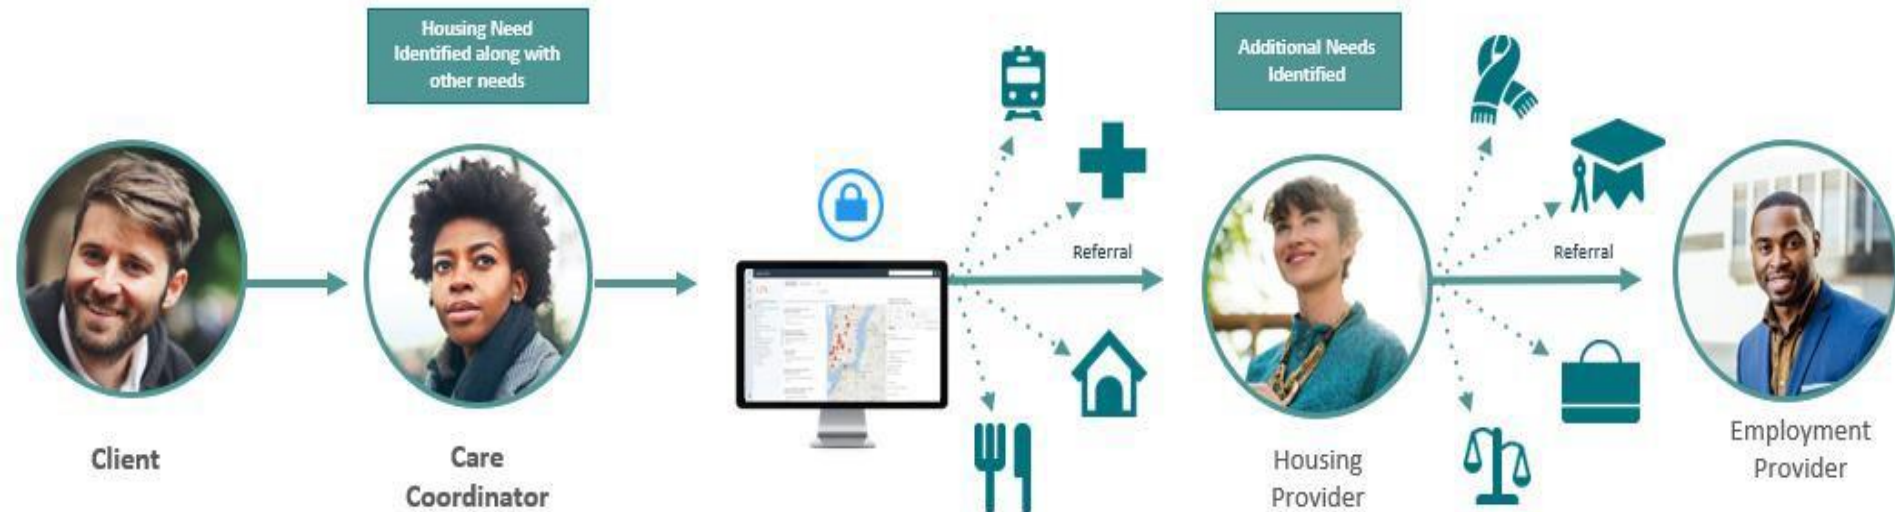 Housing Need
Identified along with
other needs
Additional Needs
Identified
Referral
Referral
Client
Care
Coordinator
Housing
Provider
Employment
Provider